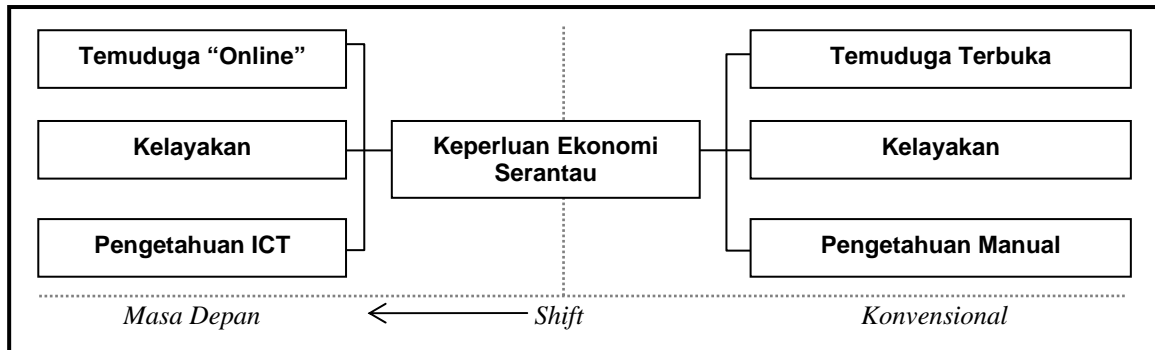 Temuduga “Online”
Temuduga Terbuka
Kelayakan
Keperluan Ekonomi
Serantau
Kelayakan
Pengetahuan ICT
Pengetahuan Manual
Masa Depan
Shift
Konvensional